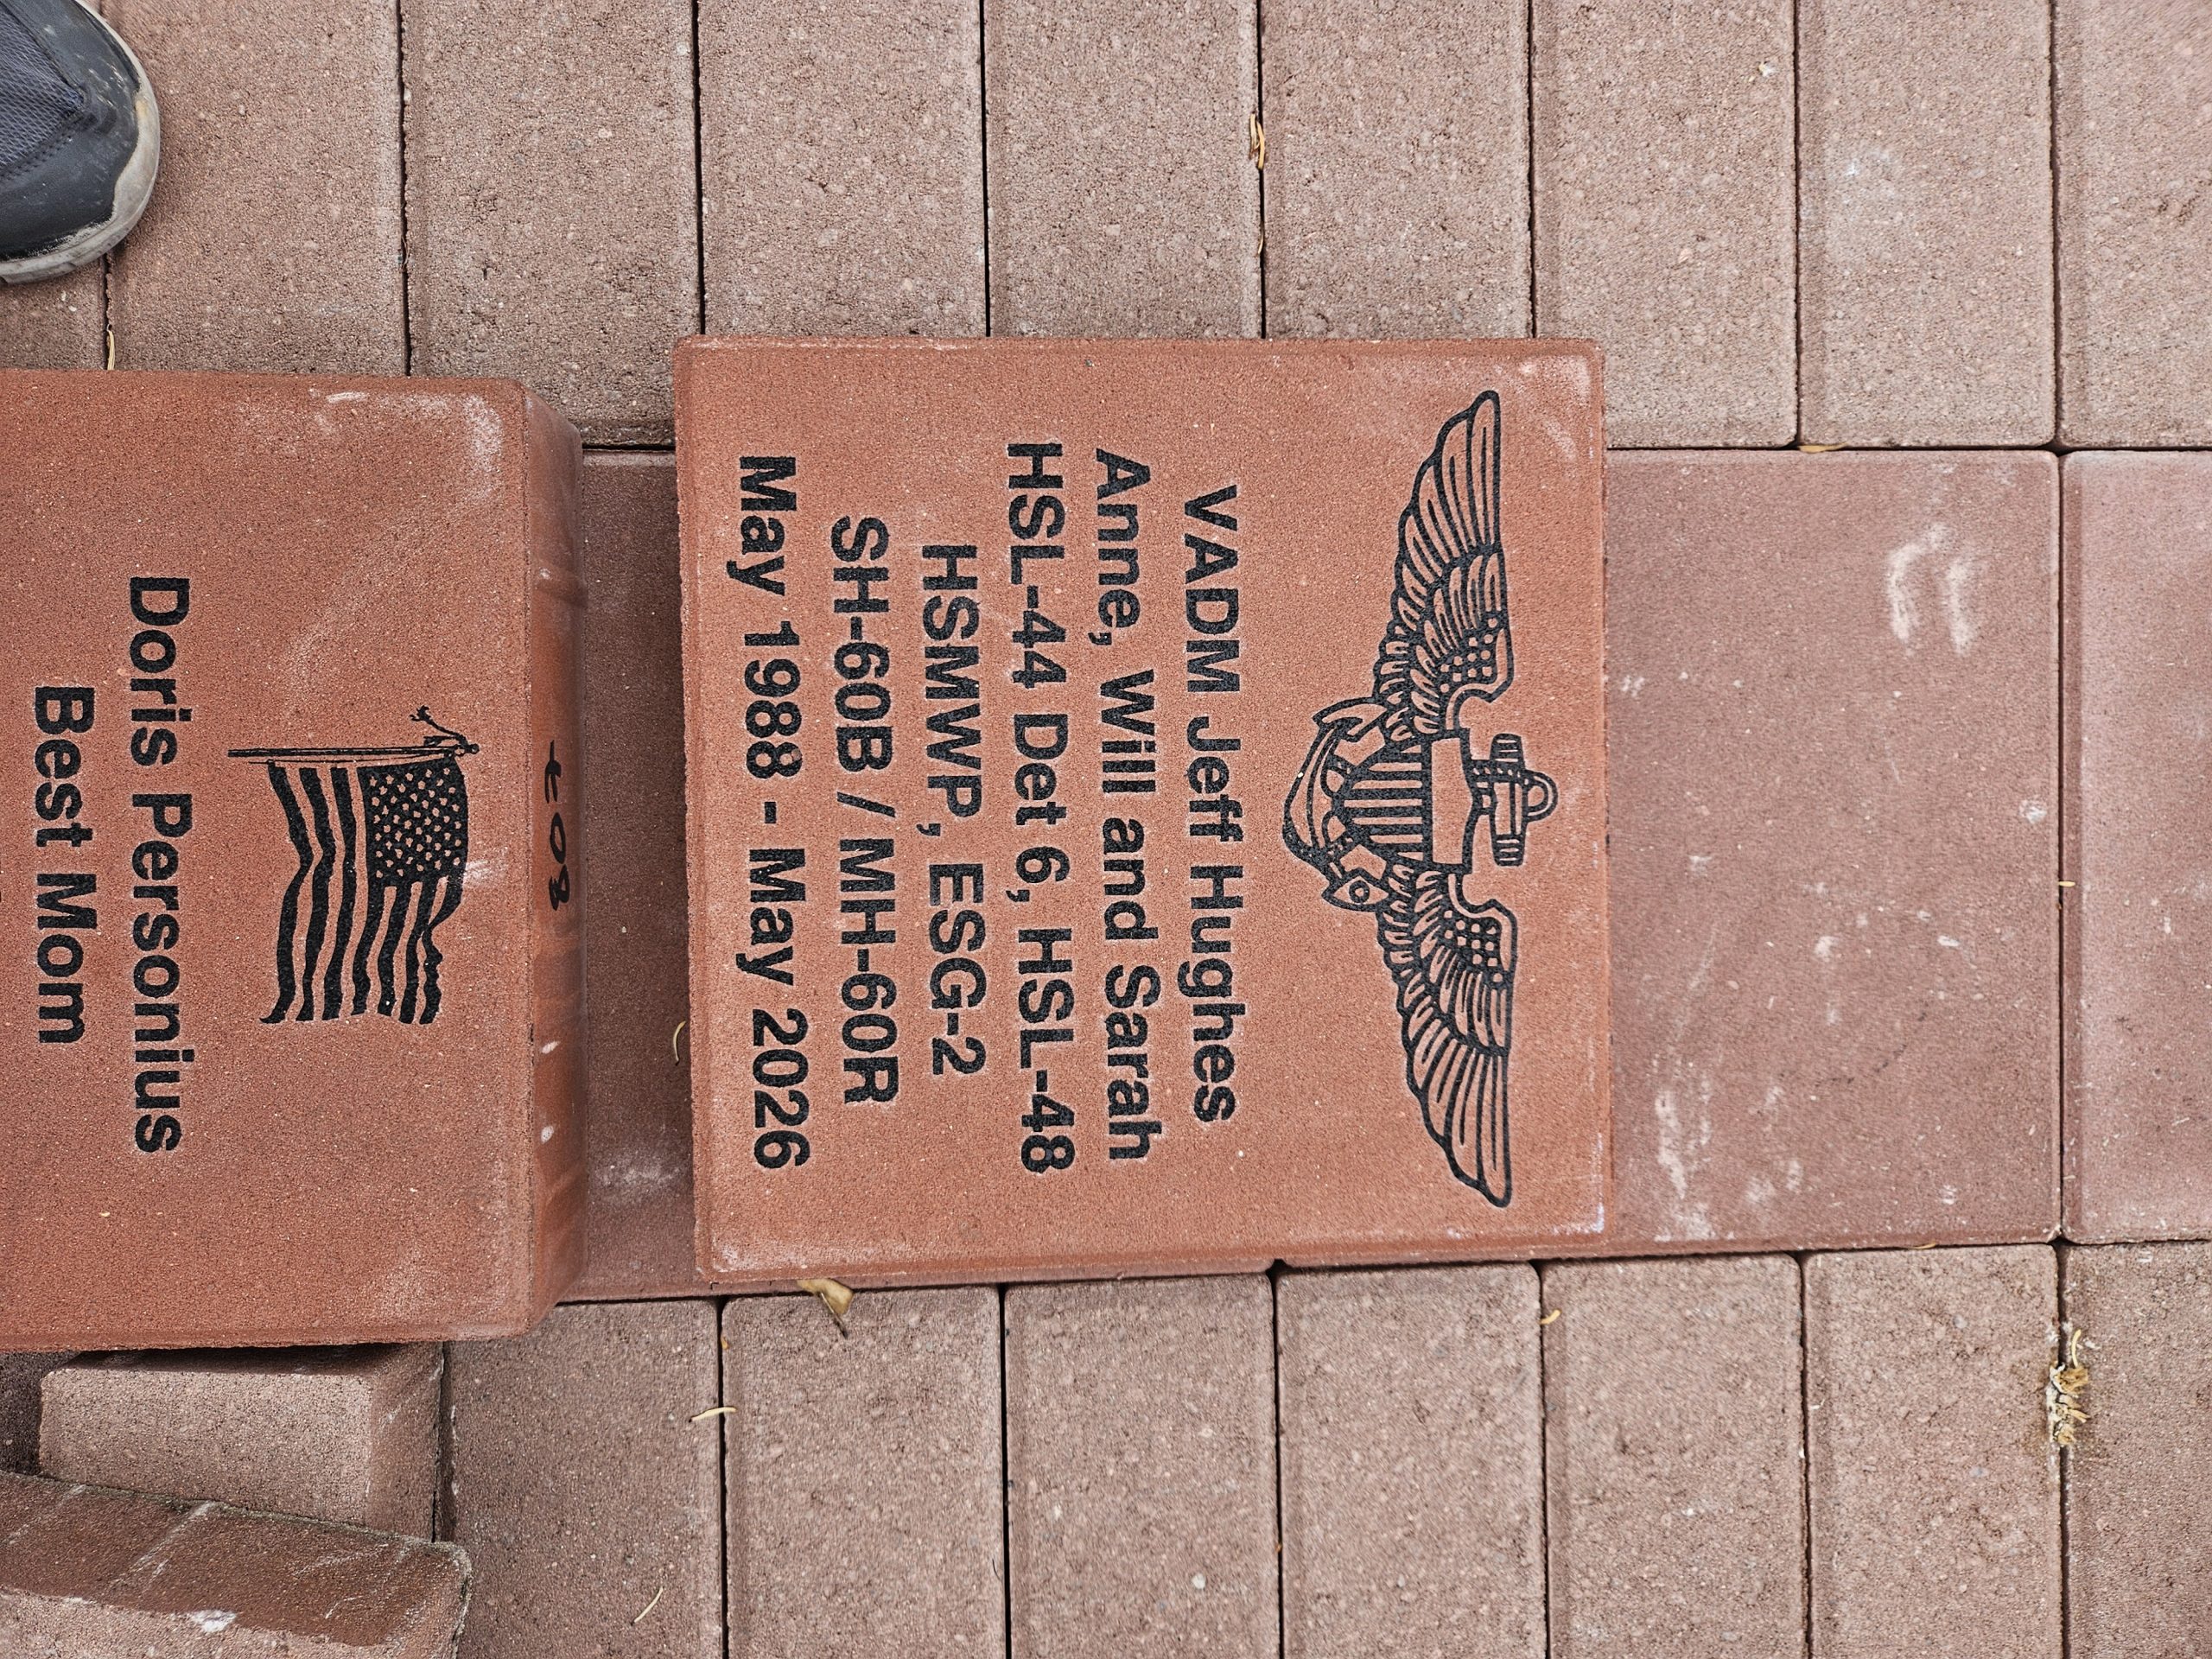 VADM Jeff Hughes
Anne, Will and Sarah
HSL-44 Det 6, HSL-48
HSMWP, ESG-2
SH-60B / MH-60R
May 1988 - May 2026
Doris Personius
Best Mom